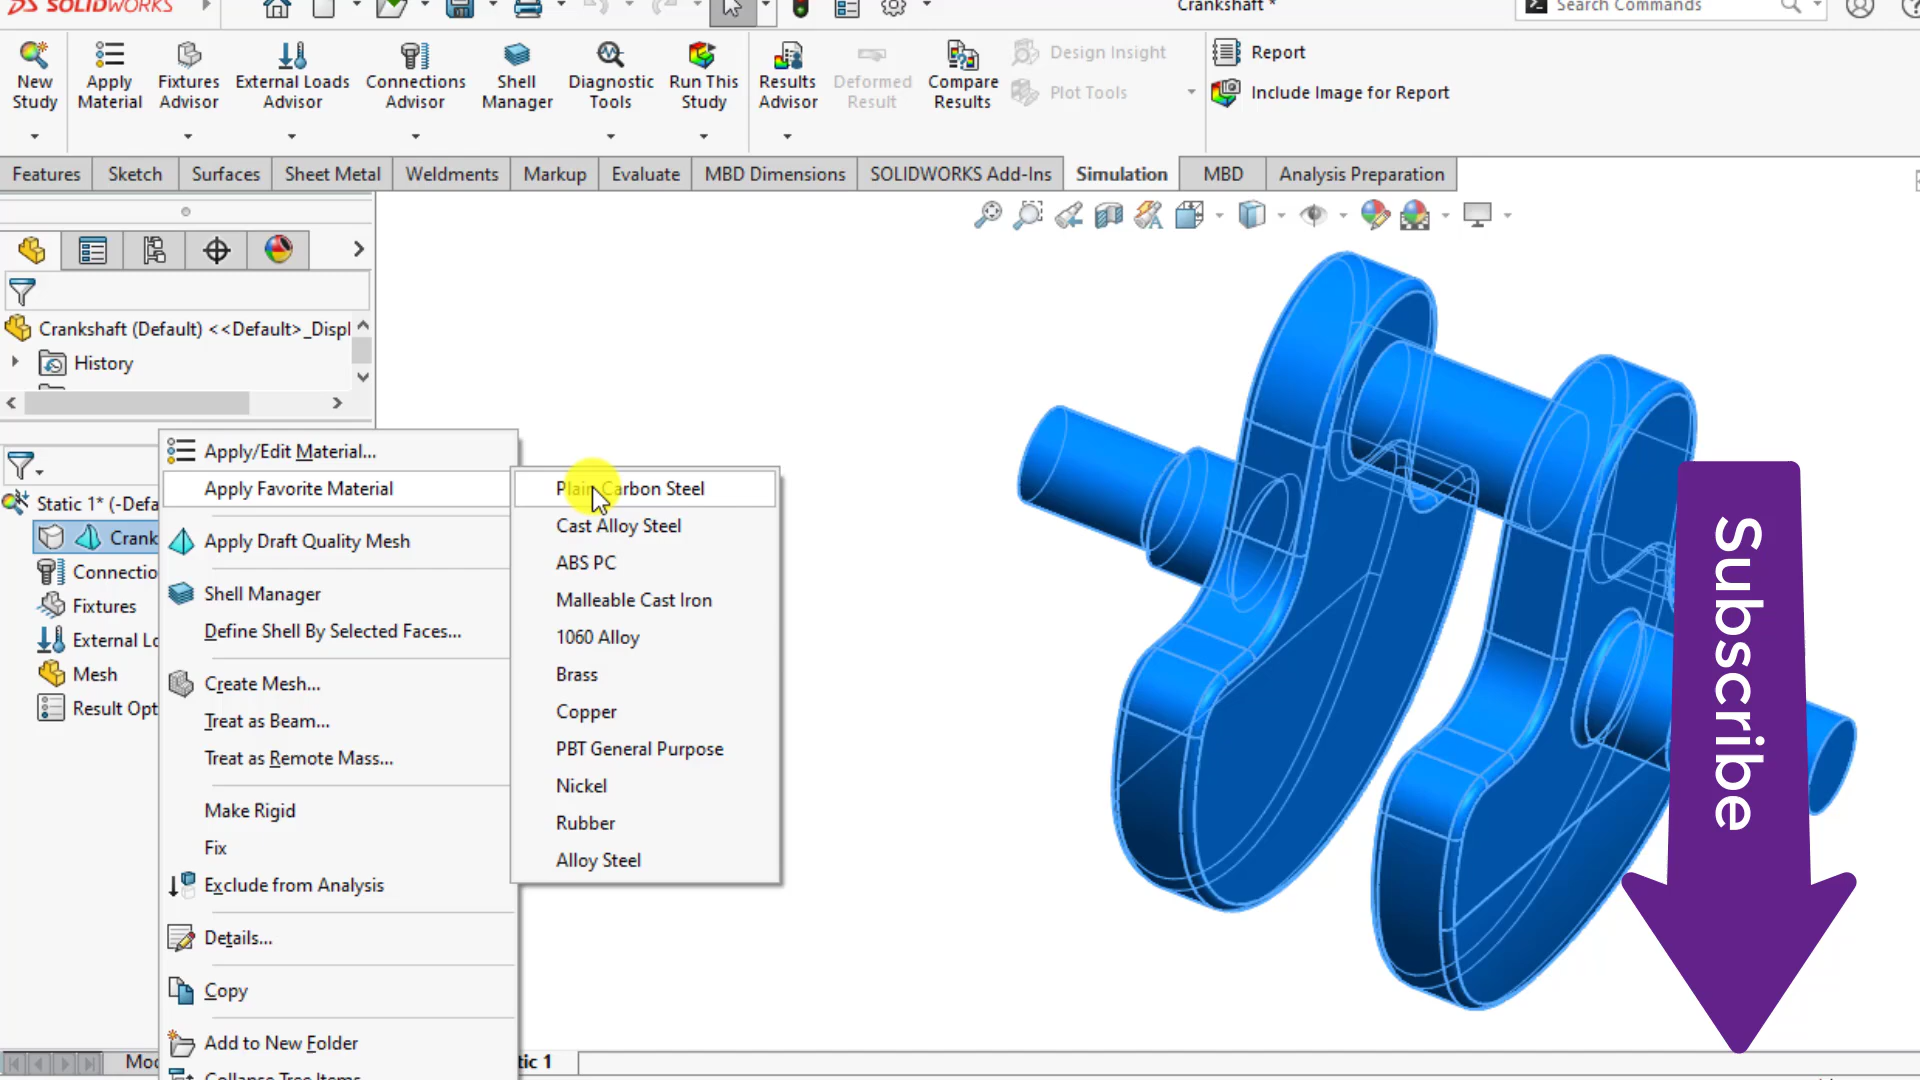 SOLIDWORKS
Crankshaft *
Search Commands
New Study
Apply Material
Fixtures Advisor
External Loads Advisor
Connections Advisor
Shell Manager
Diagnostic Tools
Run This Study
Results Advisor
Deformed Result
Compare Results
Design Insight
Plot Tools
Report
Include Image for Report
Features
Sketch
Surfaces
Sheet Metal
Weldments
Markup
Evaluate
MBD Dimensions
SOLIDWORKS Add-Ins
Simulation
MBD
Analysis Preparation
Crankshaft (Default) <<Default>_Displ
History
Static 1* (-Defa
Crank
Connectio
Fixtures
External Lo
Mesh
Result Opt
Apply/Edit Material...
Apply Favorite Material
Apply Draft Quality Mesh
Shell Manager
Define Shell By Selected Faces...
Create Mesh...
Treat as Beam...
Treat as Remote Mass...
Make Rigid
Fix
Exclude from Analysis
Details...
Copy
Add to New Folder
Collapse Tree Items
Plain Carbon Steel
Cast Alloy Steel
ABS PC
Malleable Cast Iron
1060 Alloy
Brass
Copper
PBT General Purpose
Nickel
Rubber
Alloy Steel
Subscribe
Moc
tic 1